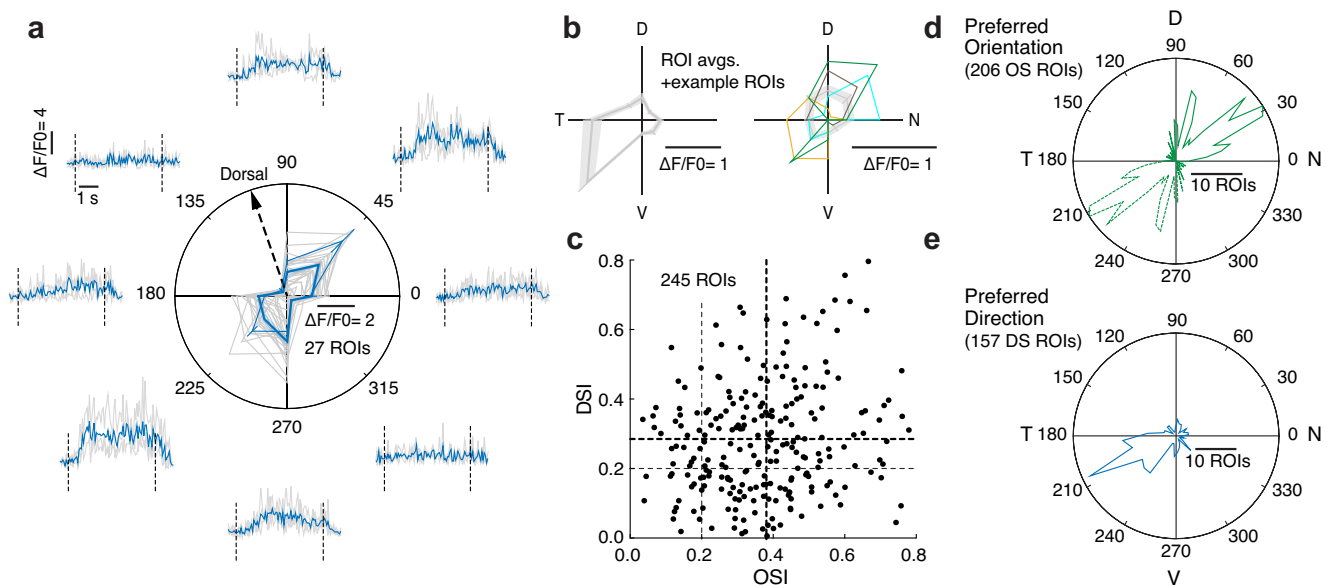 a
ΔF/F0= 4
1 s
Dorsal
90
135
45
180
0
ΔF/F0= 2
27 ROIs
225
315
270
b
D
D
ROI avgs.
+example ROIs
T
N
ΔF/F0= 1
ΔF/F0= 1
V
V
c
245 ROIs
DSI
0.8
0.6
0.4
0.2
0.0
0.0
0.2
0.4
0.6
0.8
OSI
d
Preferred
Orientation
(206 OS ROIs)
D
90
120
60
150
30
T 180
0 N
10 ROIs
210
330
240
300
270
e
Preferred
Direction
(157 DS ROIs)
90
120
60
150
30
T 180
0 N
10 ROIs
210
330
240
300
270
V